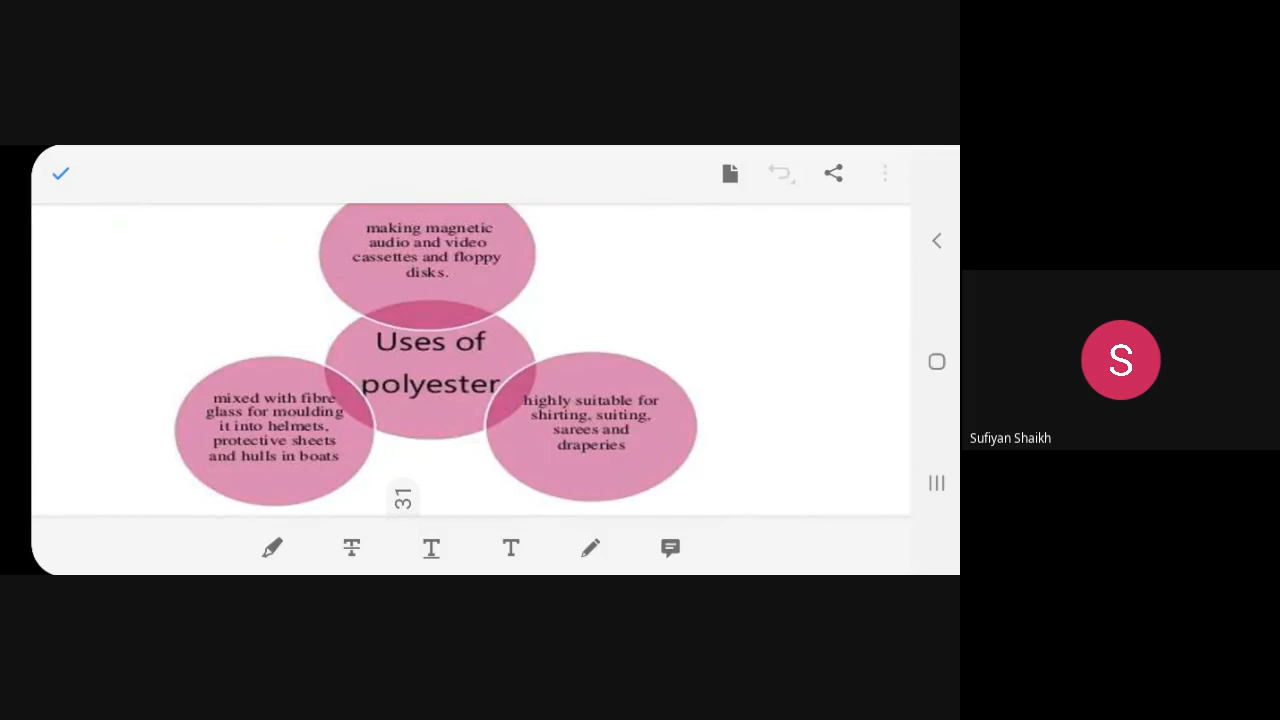 making magnetic
audio and video
cassettes and floppy
disks.
Uses of
polyester
mixed with fibre
glass for moulding
it into helmets,
protective sheets
and hulls in boats
highly suitable for
shirting, suiting,
sarees and
draperies
31
S
Sufiyan Shaikh